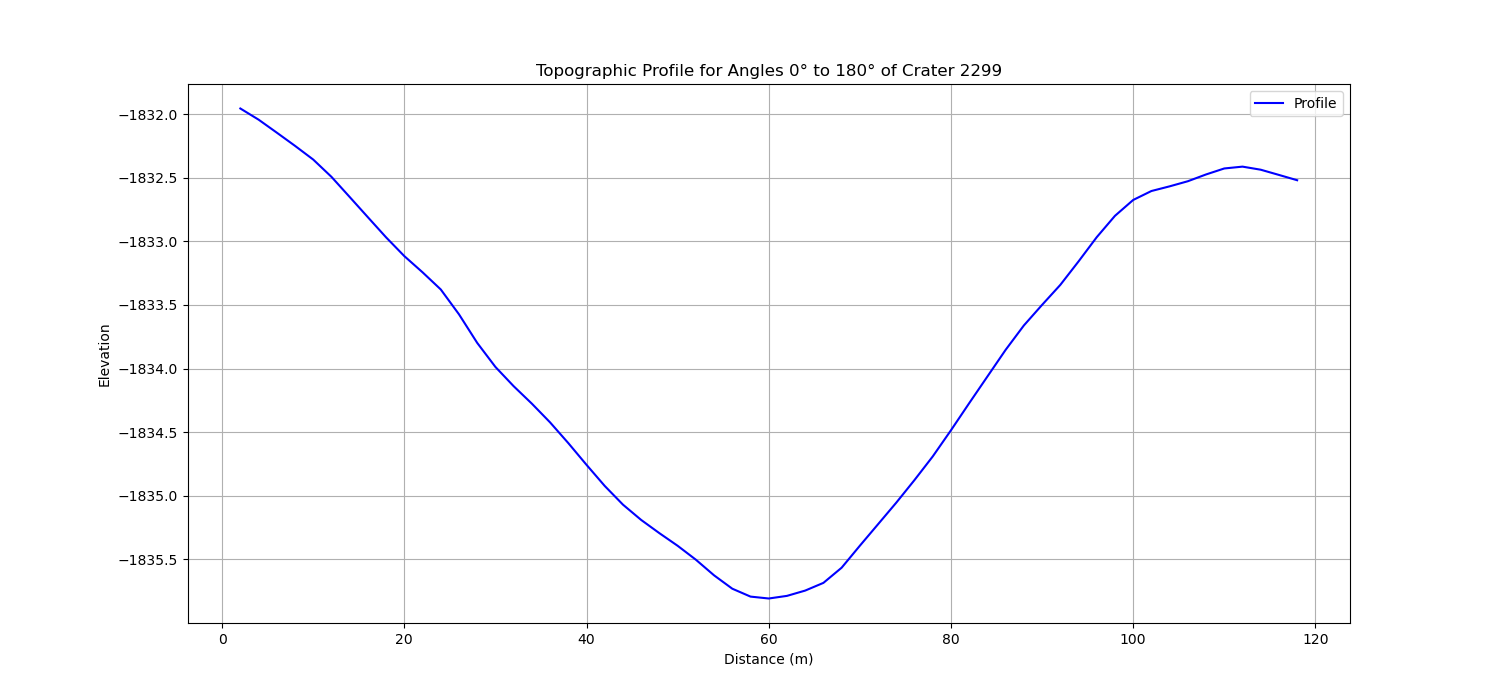 Topographic Profile for Angles 0° to 180° of Crater 2299
Profile
−1832.0
−1832.5
−1833.0
−1833.5
−1834.0
−1834.5
−1835.0
−1835.5
Elevation
0 20 40 60 80 100 120
Distance (m)